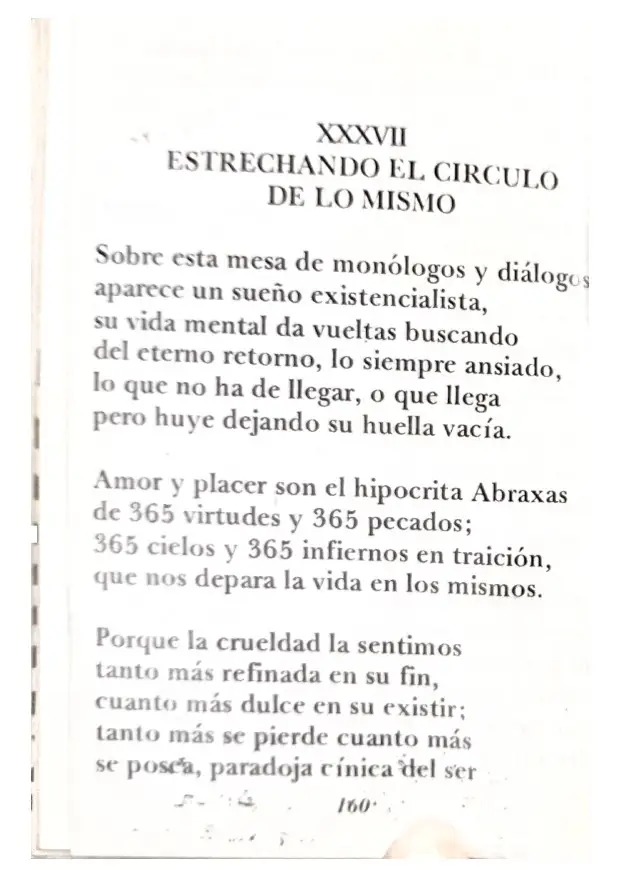 XXXVII
ESTRECHANDO EL CIRCULO
DE LO MISMO
Sobre esta mesa de monólogos y diálogos
aparece un sueño existencialista,
su vida mental da vueltas buscando
del eterno retorno, lo siempre ansiado,
lo que no ha de llegar, o que llega
pero huye dejando su huella vacía.
Amor y placer son el hipocrita Abraxas
de 365 virtudes y 365 pecados;
365 cielos y 365 infiernos en traición,
que nos depara la vida en los mismos.
Porque la crueldad la sentimos
tanto más refinada en su fin,
cuanto más dulce en su existir;
tanto más se pierde cuanto más
se posea, paradoja cínica del ser
160